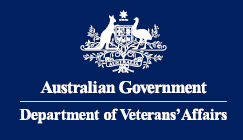 Australian Government
Department of Veterans' Affairs